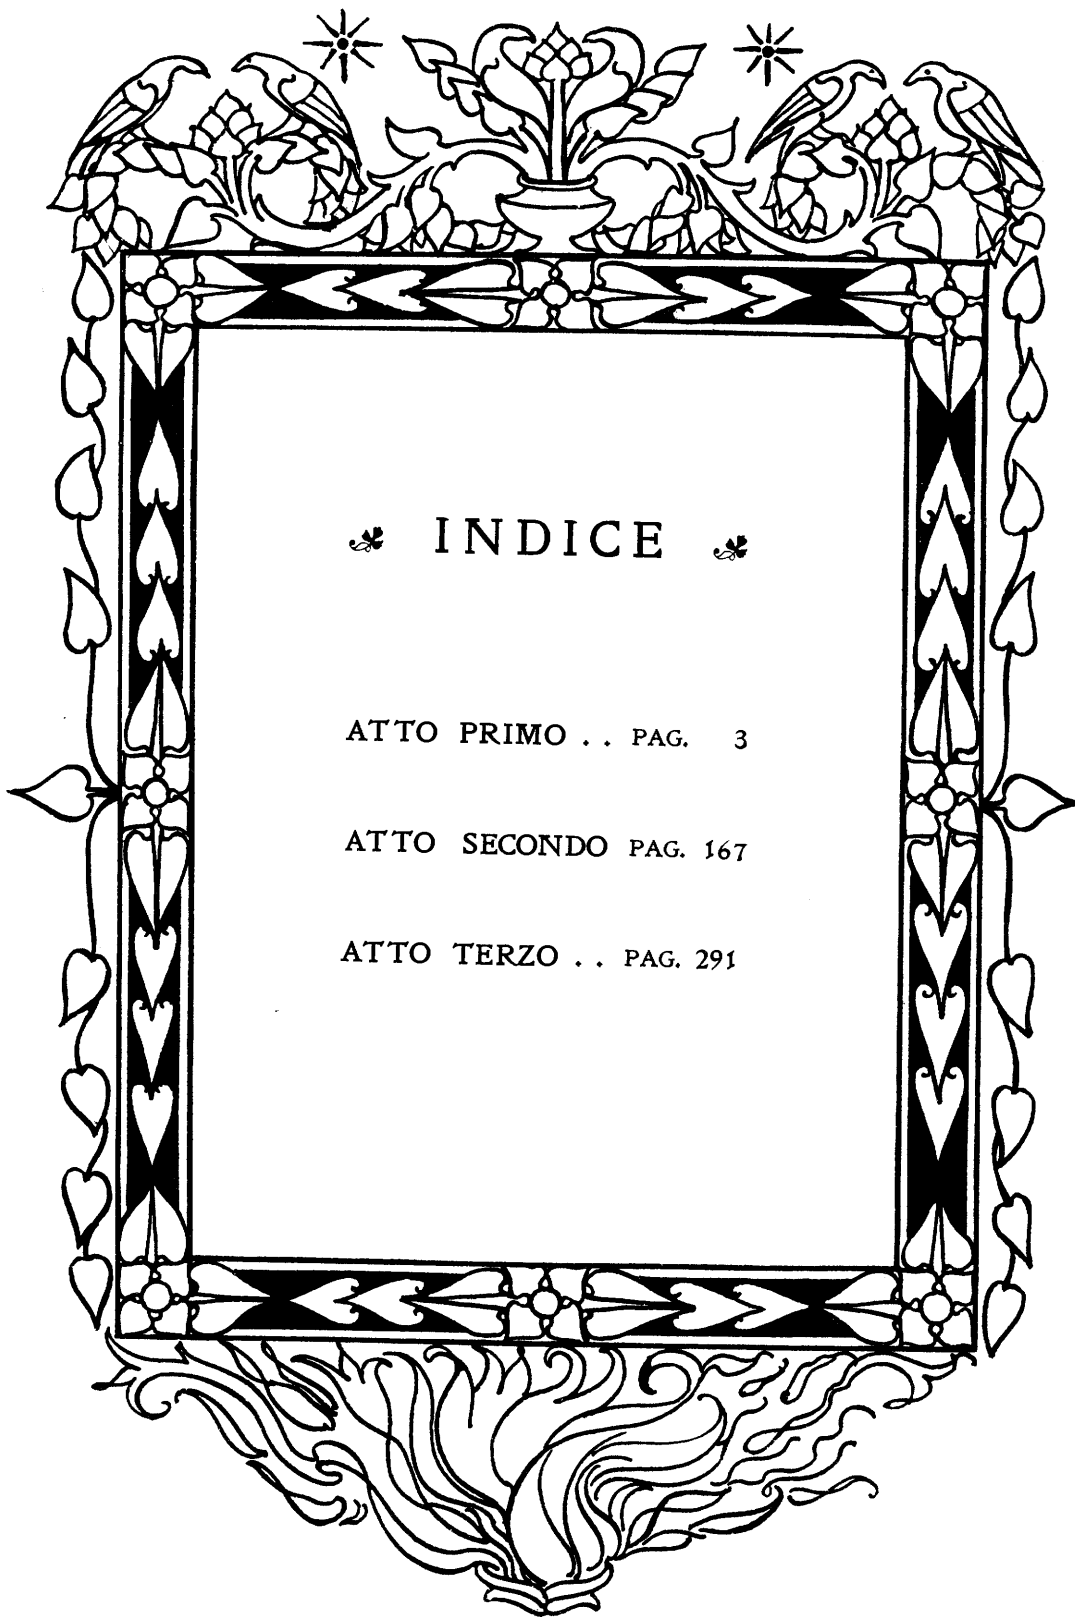 INDICE
ATTO PRIMO . . PAG. 3
ATTO SECONDO PAG. 167
ATTO TERZO . . PAG. 291